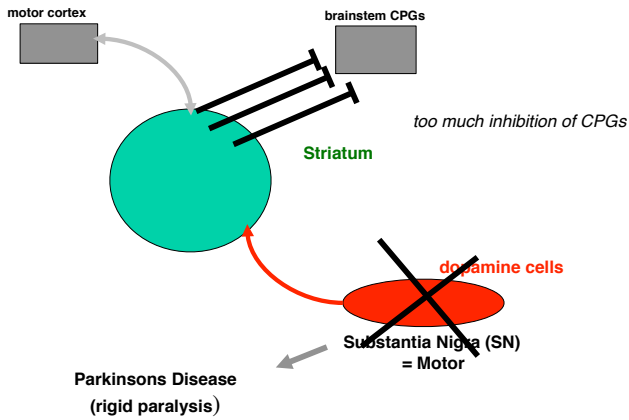 motor cortex
brainstem CPGs
too much inhibition of CPGs
Striatum
dopamine cells
Substantia Nigra (SN)
= Motor
Parkinsons Disease
(rigid paralysis)